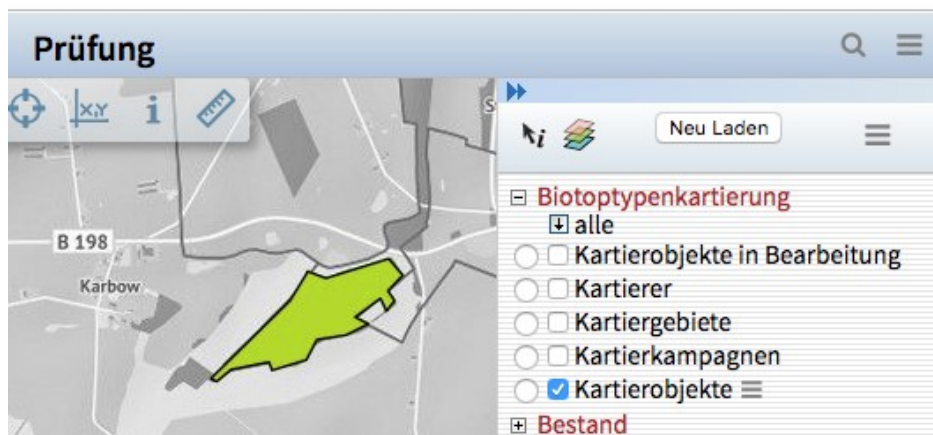 Prüfung
X,Y
i
i
Neu Laden
Biotoptypenkartierung
alle
Kartierobjekte in Bearbeitung
Kartierer
Kartiergebiete
Kartierkampagnen
Kartierobjekte
Bestand
B 198
Karbow